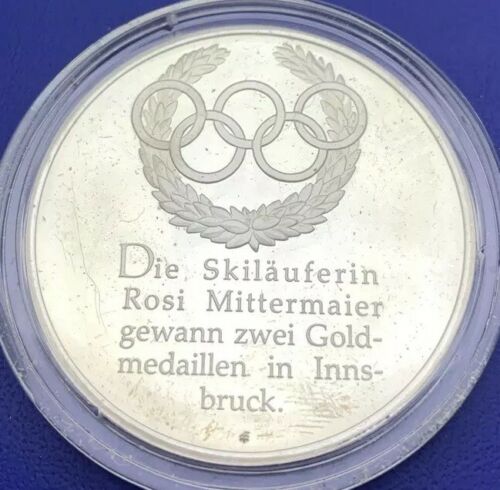 Die Skiläuferin
Rosi Mittermaier
gewann zwei Gold-
medaillen in Inns-
bruck.